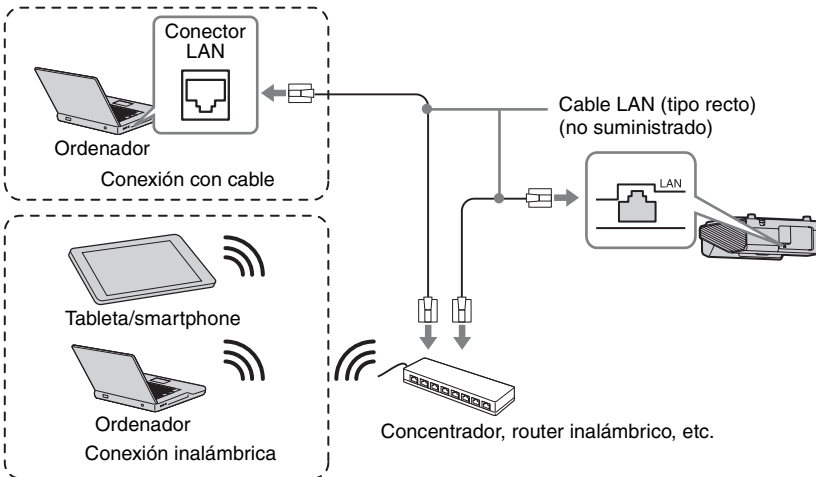 Conector
LAN
Ordenador
Conexión con cable
Cable LAN (tipo recto)
(no suministrado)
LAN
Tableta/smartphone
Ordenador
Conexión inalámbrica
Concentrador, router inalámbrico, etc.